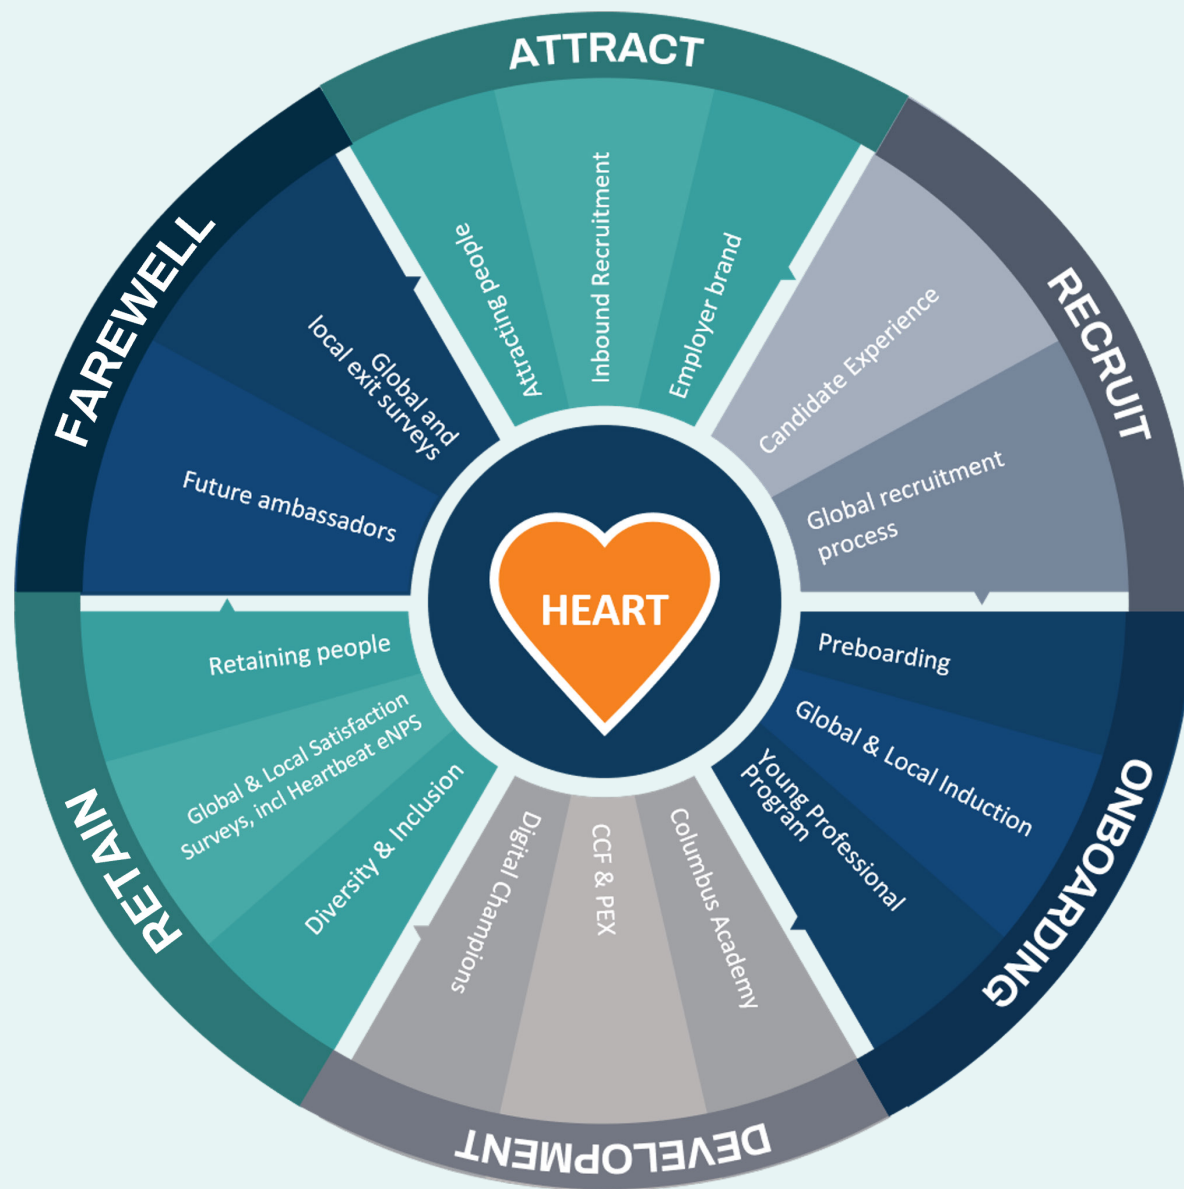 ATTRACT
Attracting people
Inbound Recruitment
Employer brand
RECRUIT
Candidate Experience
Global recruitment
process
ONBOARDING
Preboarding
Global & Local Induction
Young Professional
Program
DEVELOPMENT
Columbus Academy
CCF & PEX
Digital Champions
RETAIN
Diversity & Inclusion
Global & Local Satisfaction
Surveys, incl Heartbeat eNPS
Retaining people
FAREWELL
Future ambassadors
Global and
local exit surveys
HEART